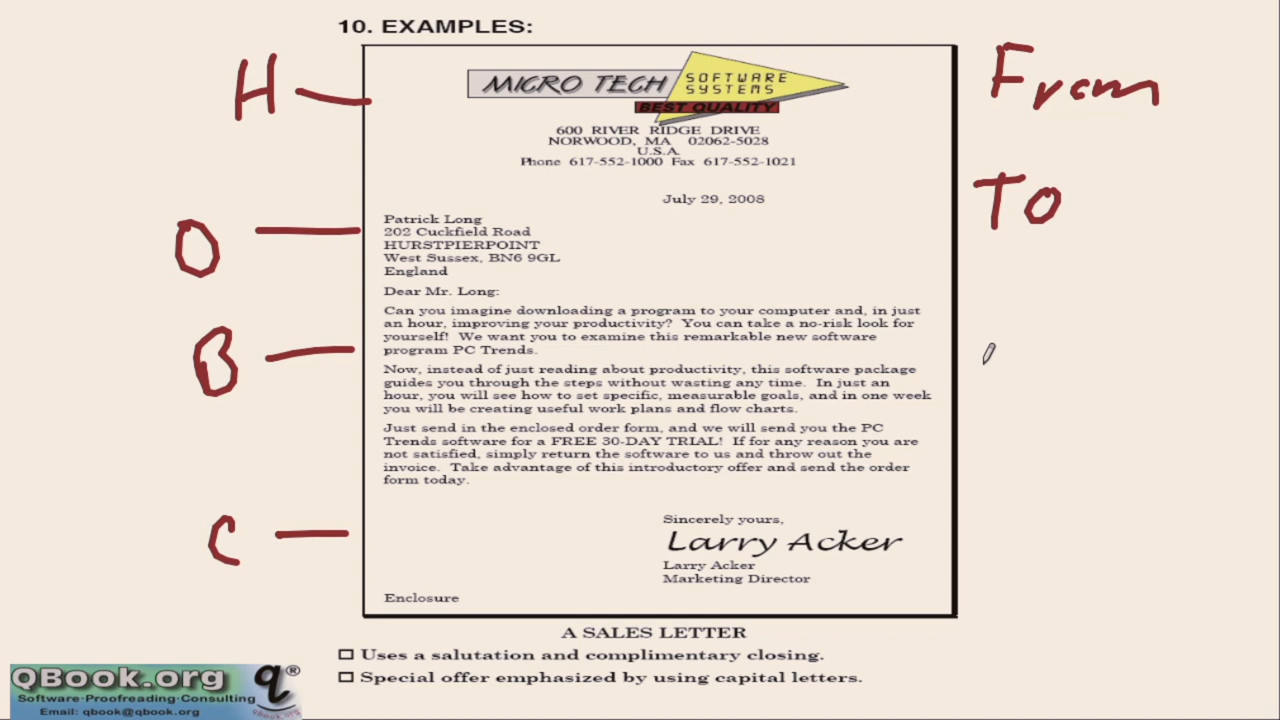 10. EXAMPLES:
H
From
MICRO TECH SOFTWARE
SYSTEMS
BEST QUALITY
600 RIVER RIDGE DRIVE
NORWOOD, MA 02062-5028
U.S.A.
Phone 617-552-1000 Fax 617-552-1021
TO
July 29, 2008
O
Patrick Long
202 Cuckfield Road
HURSTPIERPOINT
West Sussex, BN6 9GL
England
Dear Mr. Long:
B
Can you imagine downloading a program to your computer and, in just
an hour, improving your productivity? You can take a no-risk look for
yourself! We want you to examine this remarkable new software
program PC Trends.
Now, instead of just reading about productivity, this software package
guides you through the steps without wasting any time. In just an
hour, you will see how to set specific, measurable goals, and in one week
you will be creating useful work plans and flow charts.
Just send in the enclosed order form, and we will send you the PC
Trends software for a FREE 30-DAY TRIAL! If for any reason you are
not satisfied, simply return the software to us and throw out the
invoice. Take advantage of this introductory offer and send the order
form today.
C
Sincerely yours,
Larry Acker
Larry Acker
Marketing Director
Enclosure
A SALES LETTER
Uses a salutation and complimentary closing.
Special offer emphasized by using capital letters.
QBook.org
Software·Proofreading·Consulting
Email: qbook@qbook.org
q®
qbook.org